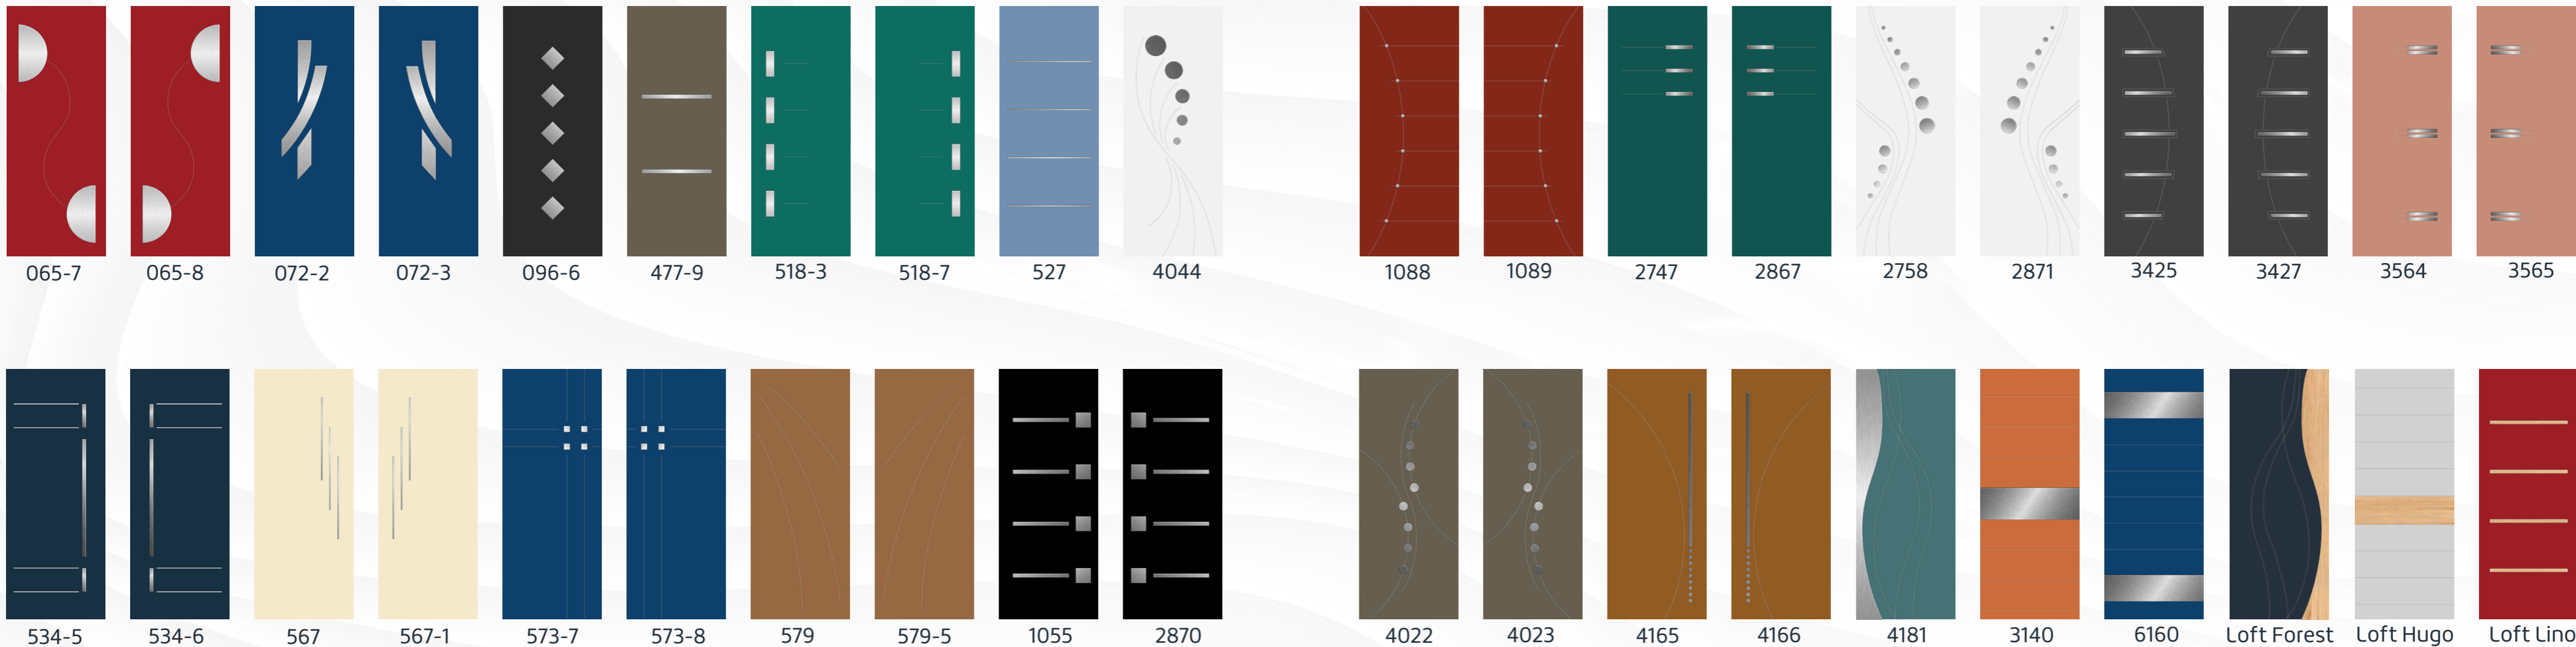 065-7 065-8 072-2 072-3 096-6 477-9 518-3 518-7 527 4044 1088 1089 2747 2867 2758 2871 3425 3427 3564 3565
534-5 534-6 567 567-1 573-7 573-8 579 579-5 1055 2870 4022 4023 4165 4166 4181 3140 6160 Loft Forest Loft Hugo Loft Lino